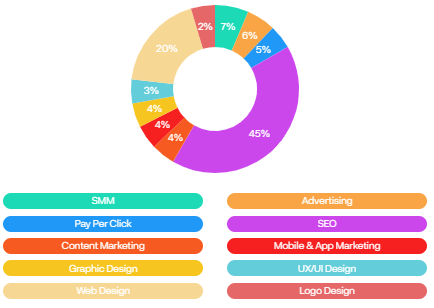 2%
7%
6%
5%
20%
3%
4%
4%
4%
45%
SMM
Advertising
Pay Per Click
SEO
Content Marketing
Mobile & App Marketing
Graphic Design
UX/UI Design
Web Design
Logo Design